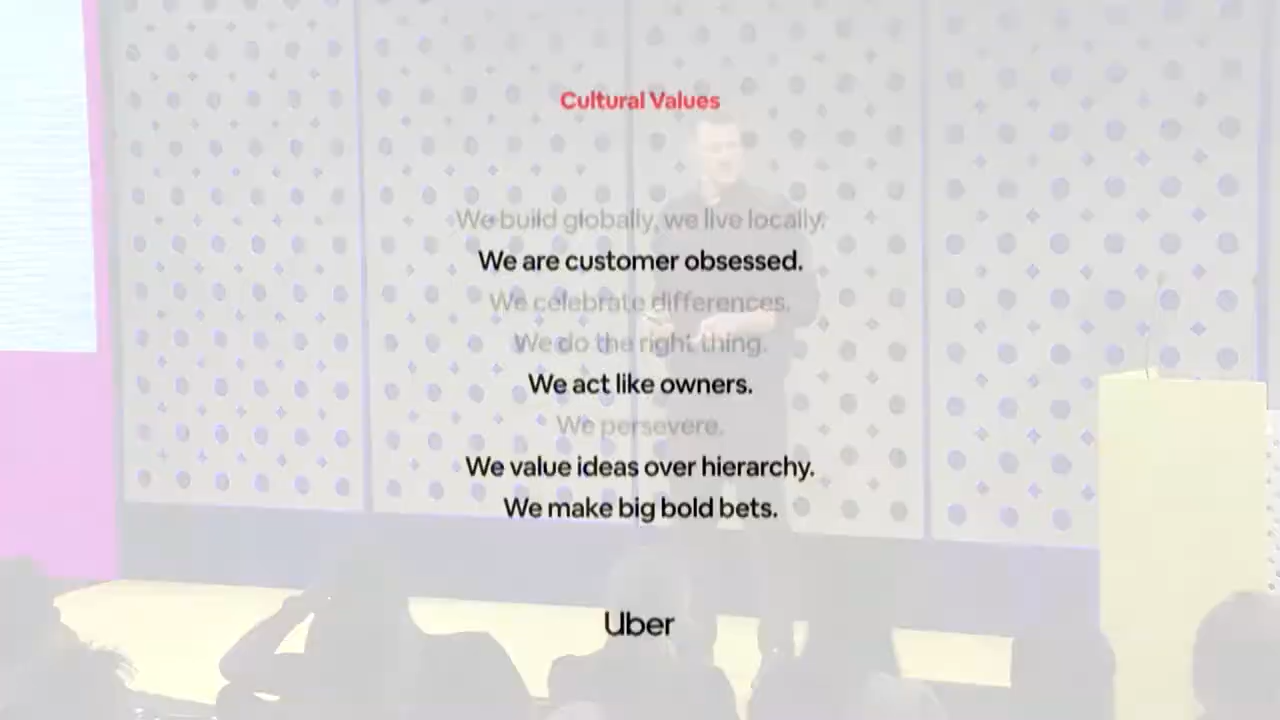 Cultural Values
We build globally, we live locally.
We are customer obsessed.
We celebrate differences.
We do the right thing.
We act like owners.
We persevere.
We value ideas over hierarchy.
We make big bold bets.
Uber